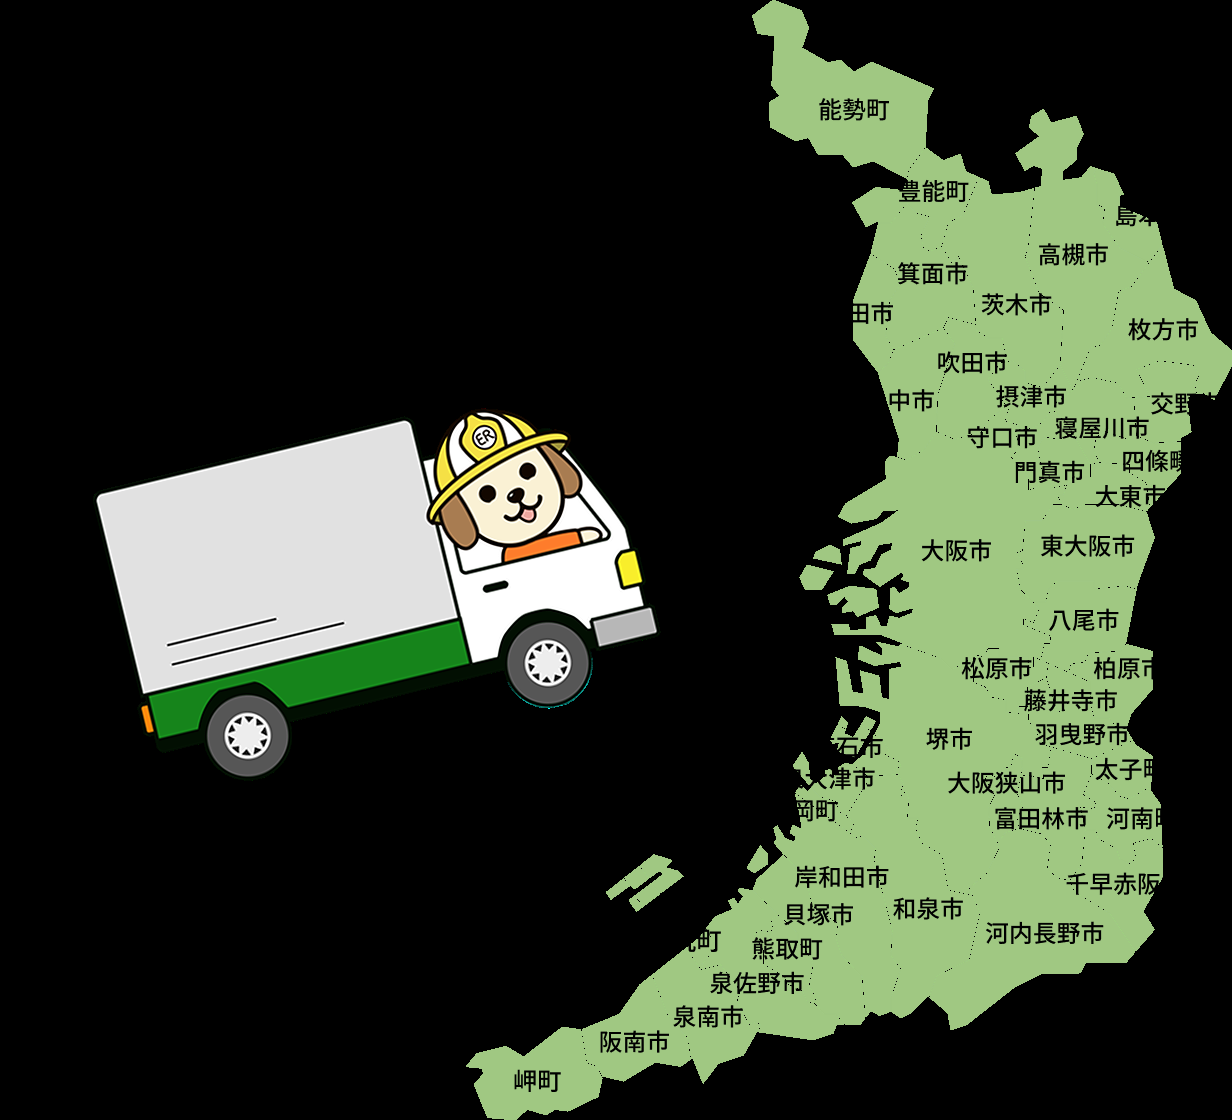 能勢町
豊能町
島本
高槻市
箕面市
茨木市
田市
枚方市
吹田市
摂津市
中市
交野市
寝屋川市
守口市
四條畷
門真市
大東市
ER
大阪市
東大阪市
八尾市
松原市
柏原市
藤井寺市
羽曳野市
堺市
石市
太子町
大津市
大阪狭山市
岡町
富田林市
河南町
岸和田市
千早赤阪
和泉市
貝塚市
河内長野市
尻町
熊取町
泉佐野市
泉南市
阪南市
岬町